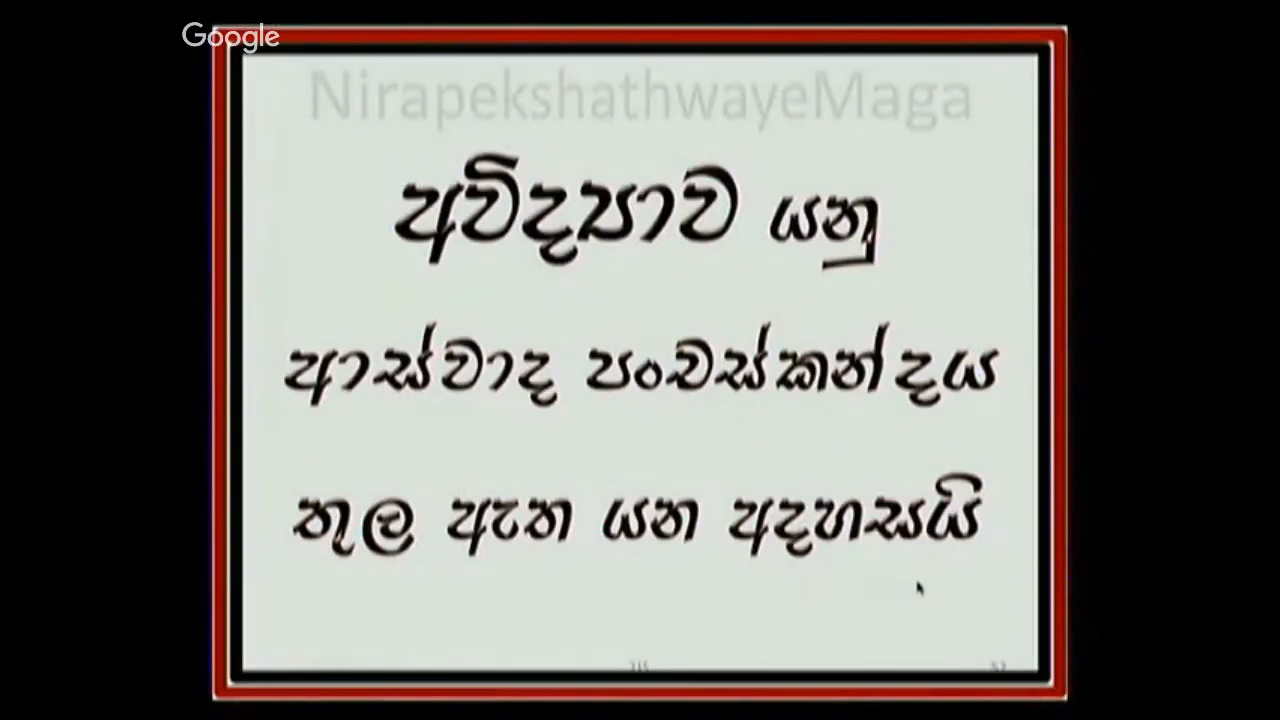 Google
NirapekshathwayeMaga
අවිද්‍යාව යනු
ආස්වාද පංචස්කන්දය
තුල ඇත යන අදහසයි